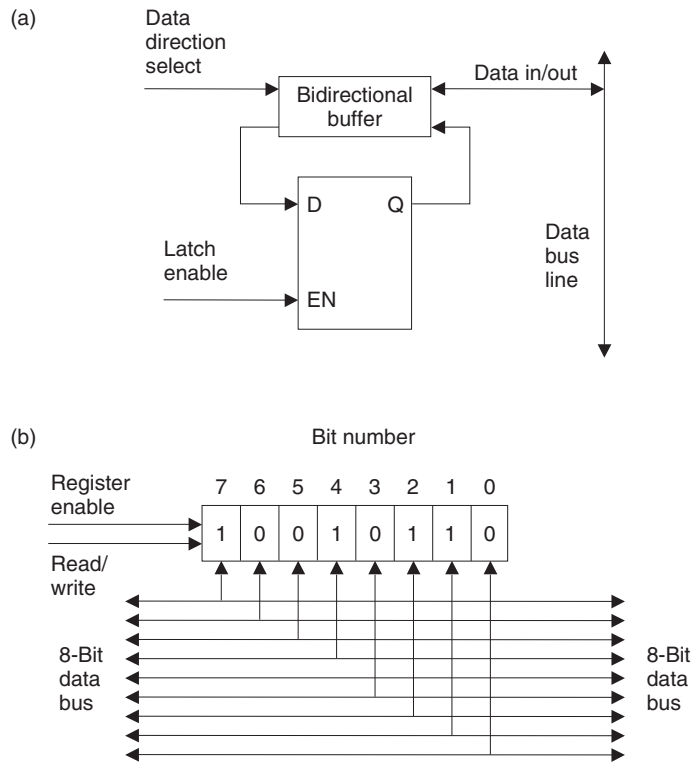 (a)
Data
direction
select
Bidirectional
buffer
Data in/out
D Q
Latch
enable
EN
Data
bus
line
(b)
Bit number
Register
enable
7 6 5 4 3 2 1 0
1 0 0 1 0 1 1 0
Read/
write
8-Bit
data
bus
8-Bit
data
bus